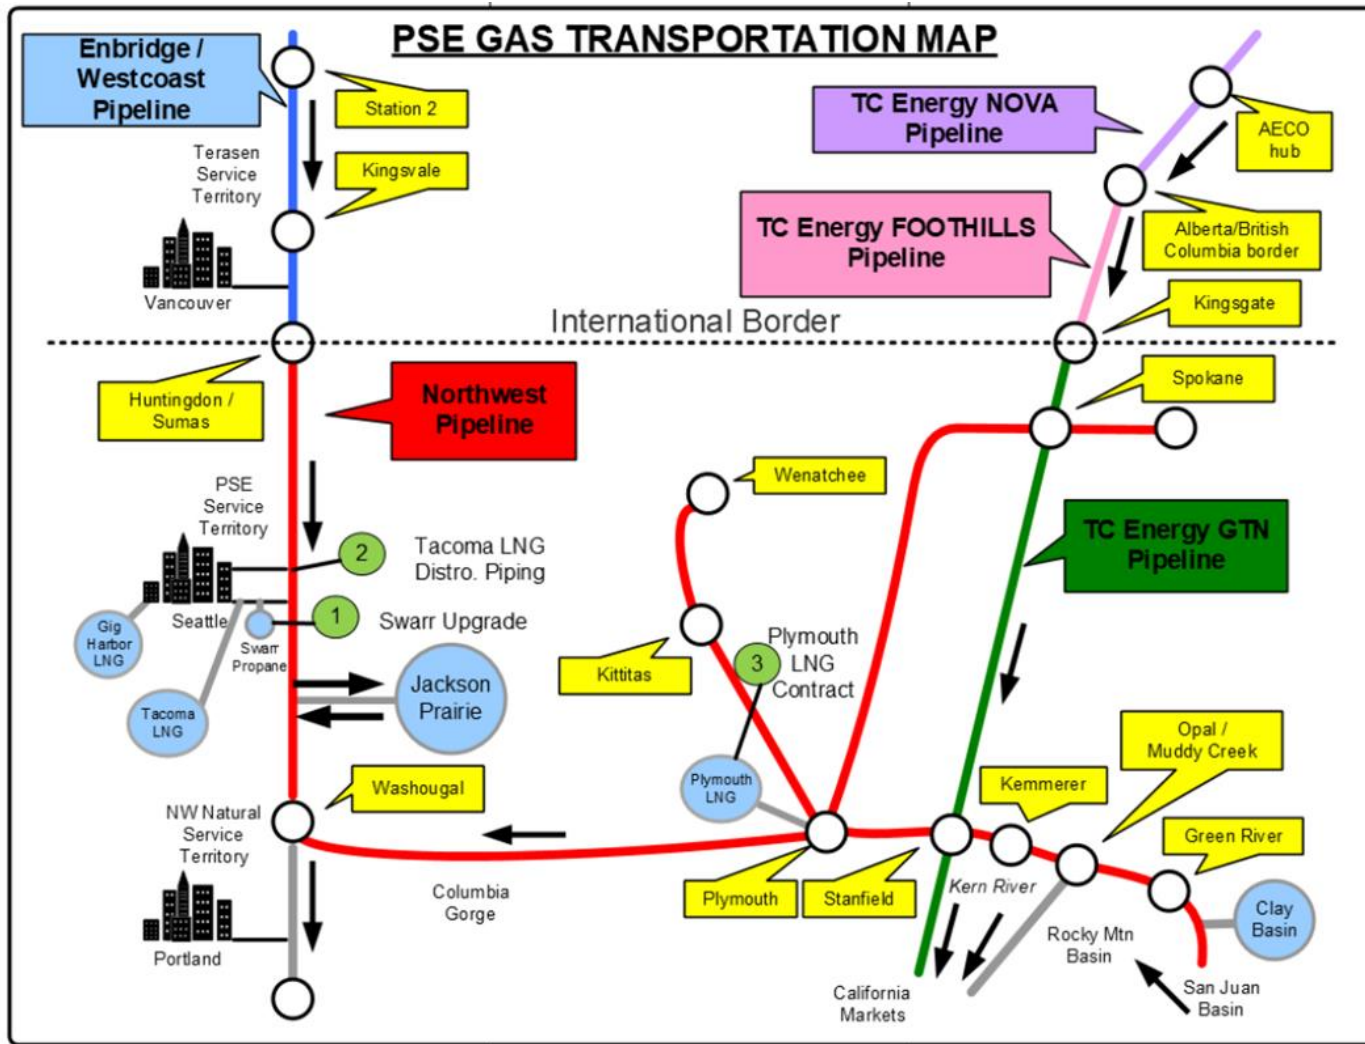 PSE GAS TRANSPORTATION MAP
Enbridge /
Westcoast
Pipeline
Station 2
Terasen
Service
Territory
Kingsvale
Vancouver
TC Energy NOVA
Pipeline
AECO
hub
TC Energy FOOTHILLS
Pipeline
Alberta/British
Columbia border
Kingsgate
International Border
Huntingdon /
Sumas
Northwest
Pipeline
Spokane
Wenatchee
PSE
Service
Territory
2
Tacoma LNG
Distro. Piping
TC Energy GTN
Pipeline
Seattle
1
Swarr Upgrade
Gig
Harbor
LNG
Swarr
Propane
Kittitas
3
Plymouth
LNG
Contract
Jackson
Prairie
Tacoma
LNG
Opal /
Muddy Creek
Washougal
Plymouth
LNG
Kemmerer
NW Natural
Service
Territory
Green River
Columbia
Gorge
Plymouth
Stanfield
Kern River
Clay
Basin
Rocky Mtn
Basin
Portland
California
Markets
San Juan
Basin